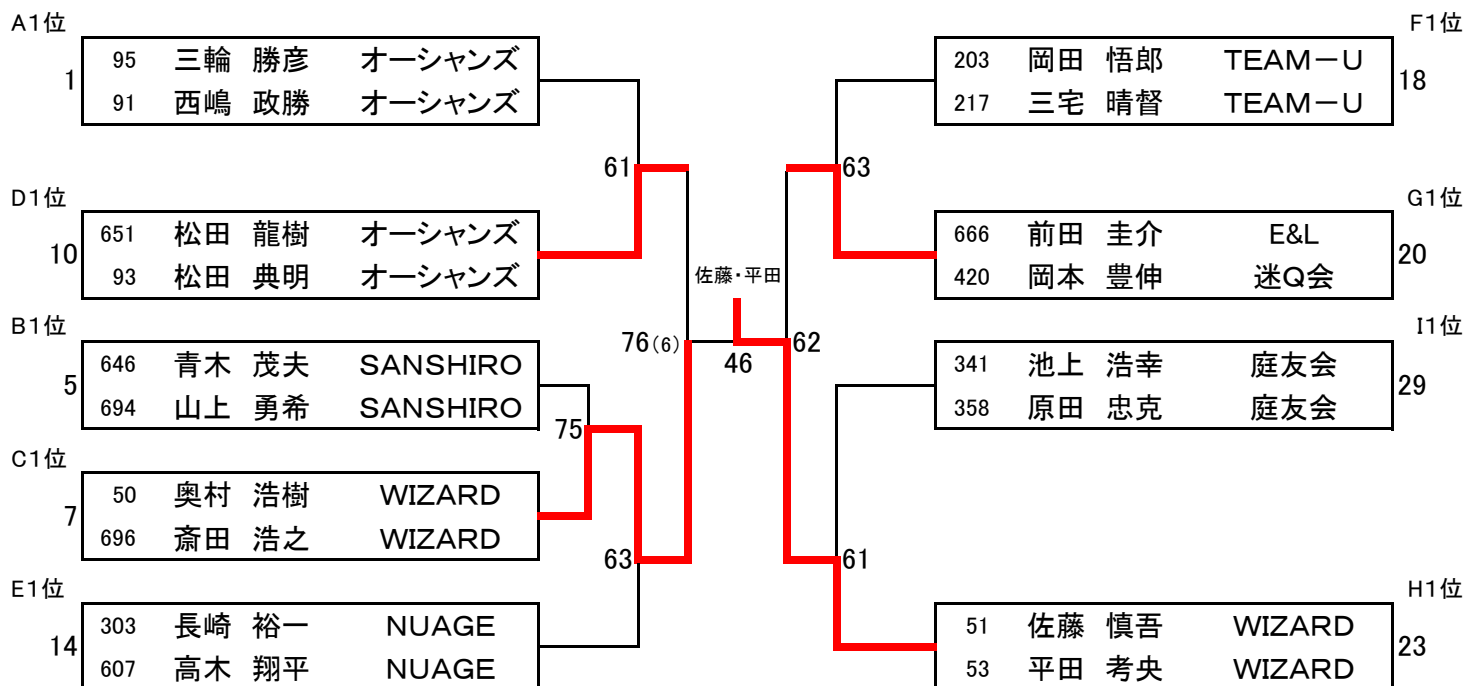 A1位
1
95 三輪 勝彦 オーシャンズ
91 西嶋 政勝 オーシャンズ
61
D1位
10
651 松田 龍樹 オーシャンズ
93 松田 典明 オーシャンズ
B1位
5
646 青木 茂夫 SANSHIRO
694 山上 勇希 SANSHIRO
75
C1位
7
50 奥村 浩樹 WIZARD
696 斎田 浩之 WIZARD
63
E1位
14
303 長崎 裕一 NUAGE
607 高木 翔平 NUAGE
76(6)
佐藤・平田
46
62
F1位
203 岡田 悟郎 TEAM－U
217 三宅 晴督 TEAM－U
18
63
G1位
666 前田 圭介 E&L
420 岡本 豊伸 迷Q会
20
I1位
341 池上 浩幸 庭友会
358 原田 忠克 庭友会
29
61
H1位
51 佐藤 慎吾 WIZARD
53 平田 考央 WIZARD
23